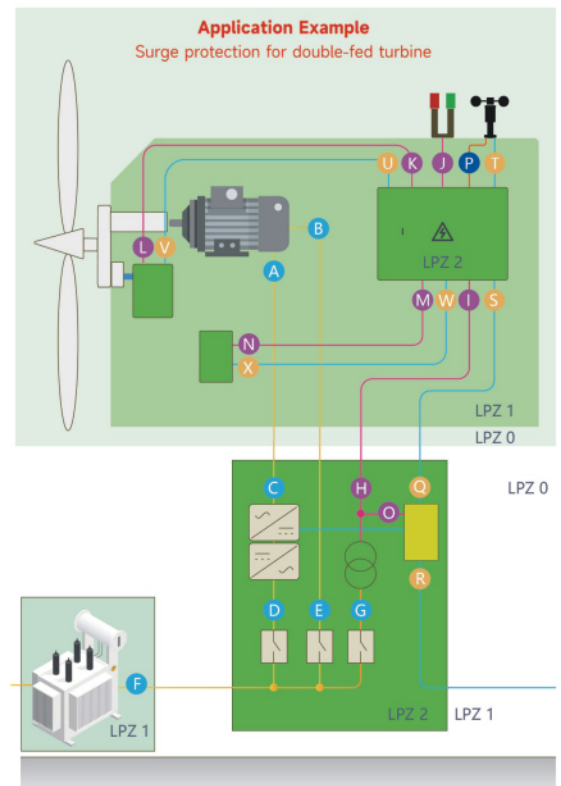 Application Example
Surge protection for double-fed turbine
U K J P T
B
L V
A
LPZ 2
M W I S
N
X
LPZ 1
LPZ 0
C H Q
LPZ 0
O
R
D E G
F
LPZ 2 LPZ 1
LPZ 1